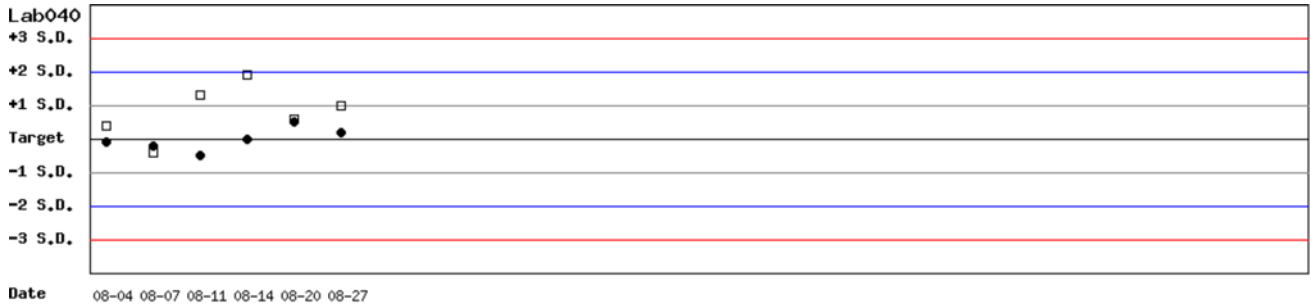 Lab040
+3 S.D.
+2 S.D.
+1 S.D.
Target
-1 S.D.
-2 S.D.
-3 S.D.
Date 08-04 08-07 08-11 08-14 08-20 08-27